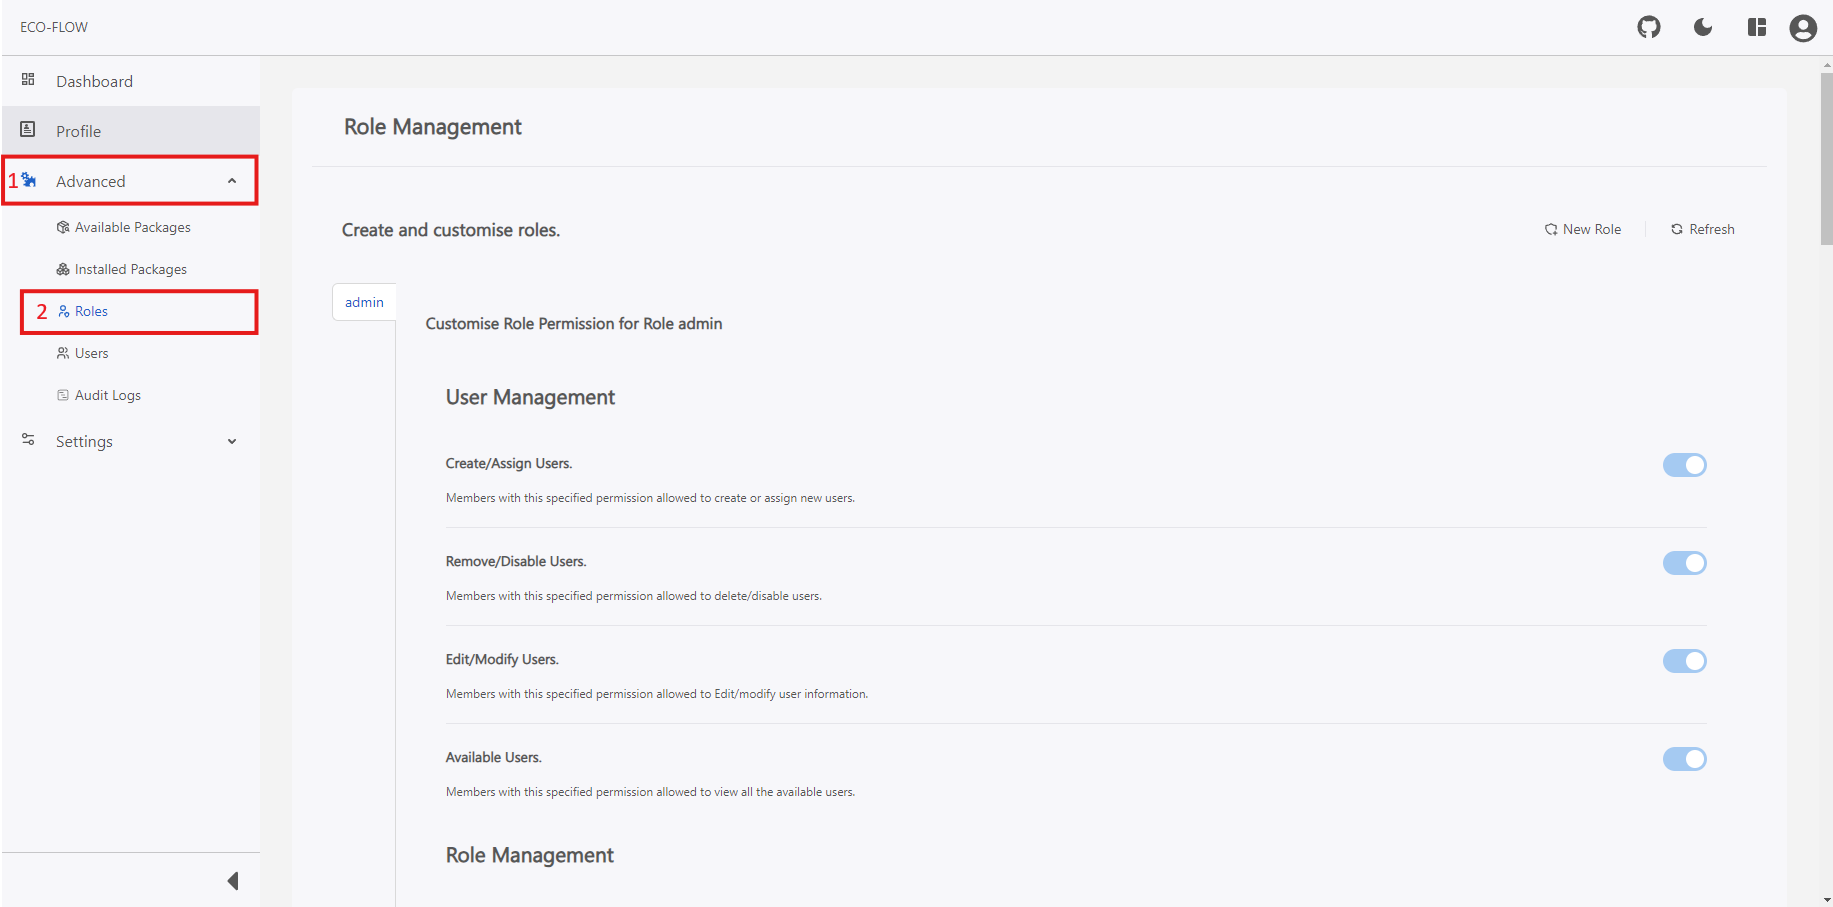 ECO-FLOW
Dashboard
Profile
1 Advanced
Available Packages
Installed Packages
2 Roles
Users
Audit Logs
Settings
Role Management
Create and customise roles.
New Role
Refresh
admin
Customise Role Permission for Role admin
User Management
Create/Assign Users.
Members with this specified permission allowed to create or assign new users.
Remove/Disable Users.
Members with this specified permission allowed to delete/disable users.
Edit/Modify Users.
Members with this specified permission allowed to Edit/modify user information.
Available Users.
Members with this specified permission allowed to view all the available users.
Role Management